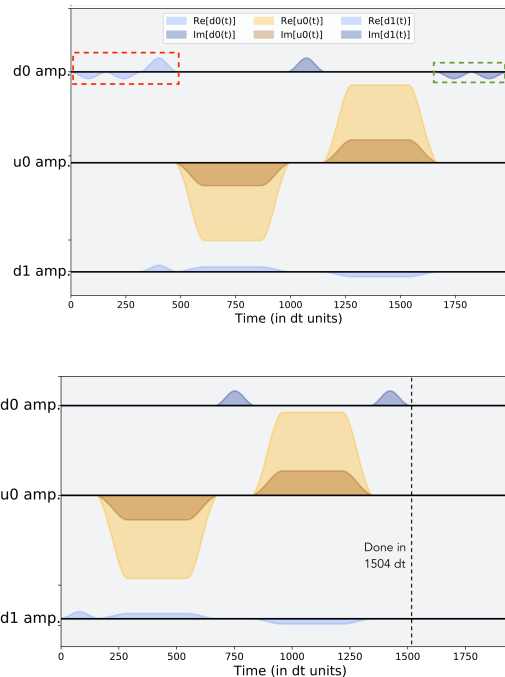 Re[d0(t)] Re[u0(t)] Re[d1(t)]
Im[d0(t)] Im[u0(t)] Im[d1(t)]
d0 amp.
u0 amp.
d1 amp.
0 250 500 750 1000 1250 1500 1750
Time (in dt units)
d0 amp.
u0 amp.
Done in
1504 dt
d1 amp.
0 250 500 750 1000 1250 1500 1750
Time (in dt units)